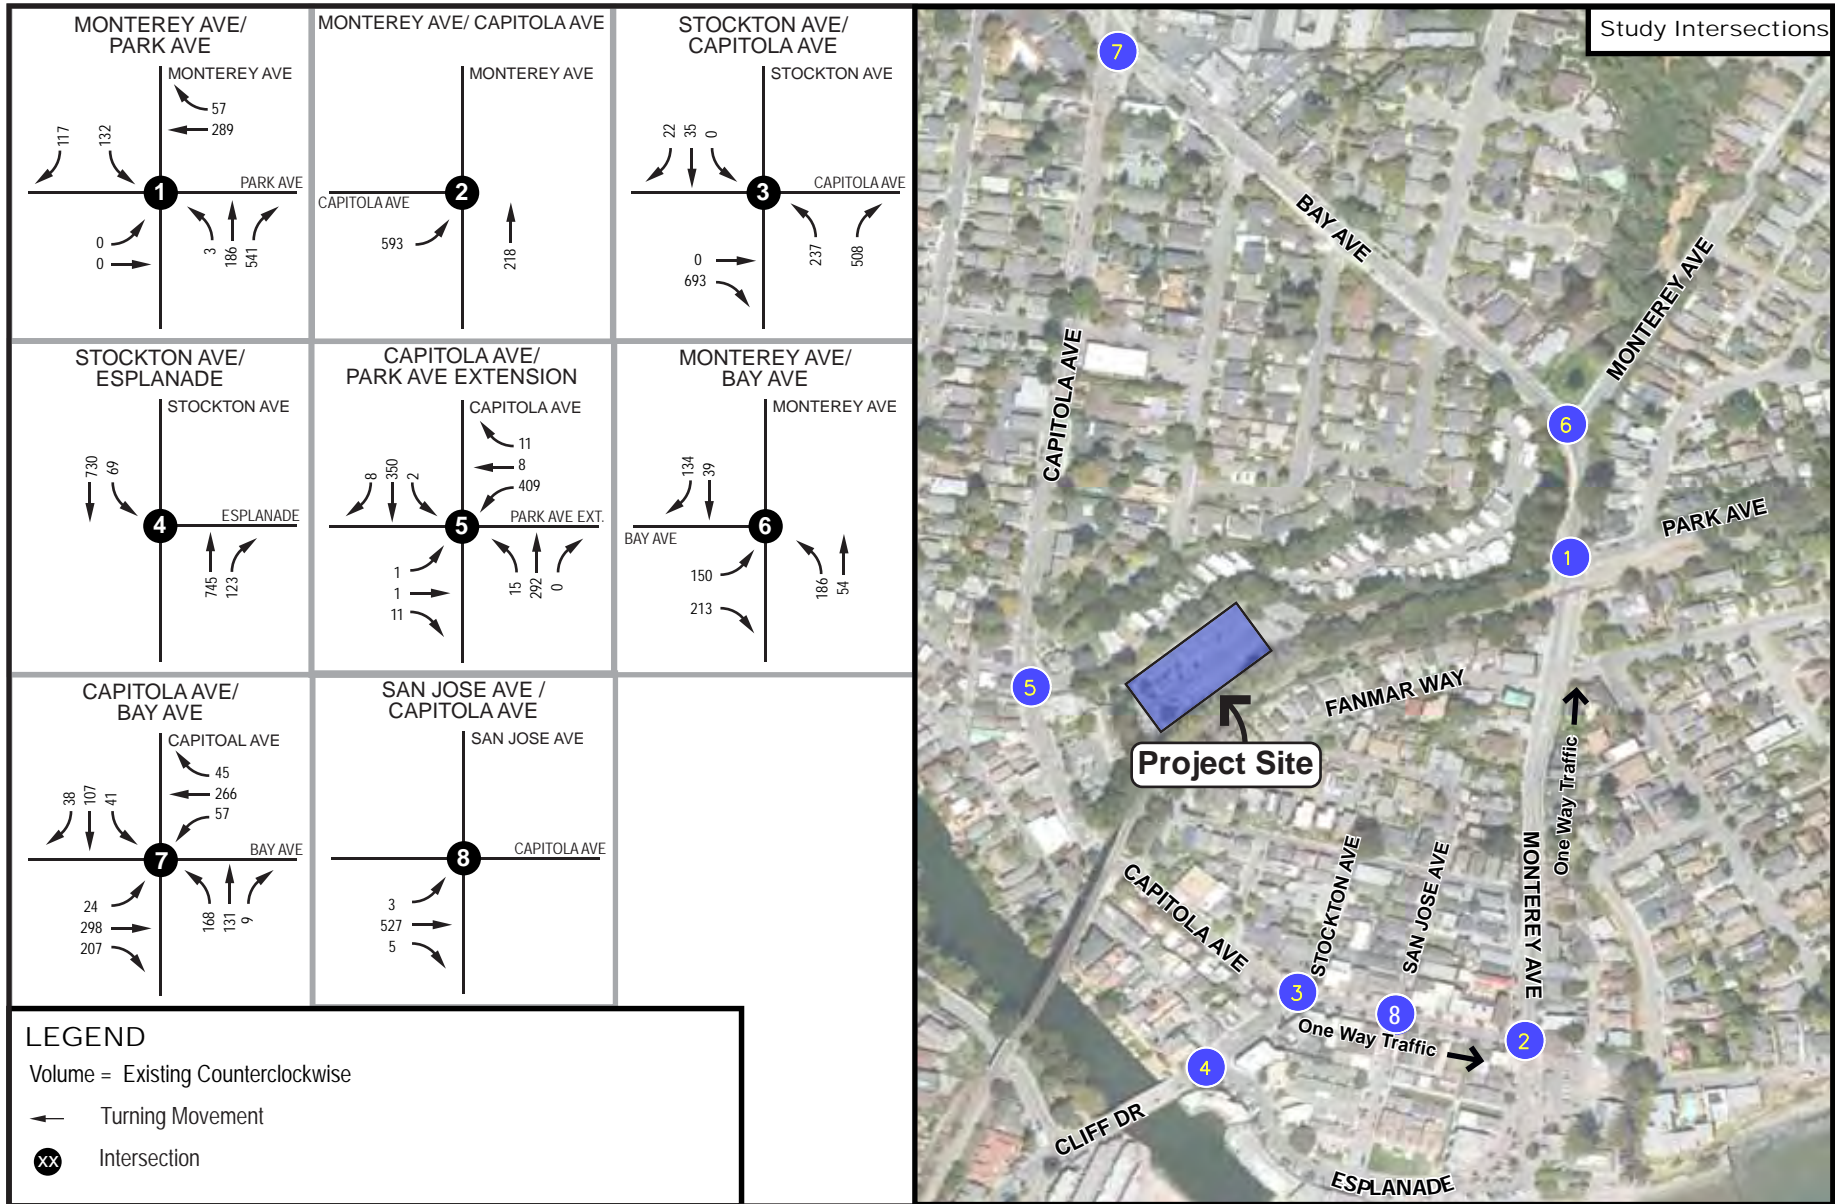 MONTEREY AVE/
PARK AVE
MONTEREY AVE
57
289
117
132
PARK AVE
1
0
0
3
186
541
MONTEREY AVE/ CAPITOLA AVE
MONTEREY AVE
2
CAPITOLA AVE
593
218
STOCKTON AVE/
CAPITOLA AVE
STOCKTON AVE
22
35
0
CAPITOLA AVE
3
0
693
237
508
STOCKTON AVE/
ESPLANADE
STOCKTON AVE
730
69
ESPLANADE
4
745
123
CAPITOLA AVE/
PARK AVE EXTENSION
CAPITOLA AVE
11
8
409
8
350
2
PARK AVE EXT.
5
1
1
11
15
292
0
MONTEREY AVE/
BAY AVE
MONTEREY AVE
134
39
6
BAY AVE
150
213
186
54
CAPITOLA AVE/
BAY AVE
CAPITOAL AVE
45
266
57
38
107
41
BAY AVE
7
24
298
207
168
131
9
SAN JOSE AVE /
CAPITOLA AVE
SAN JOSE AVE
CAPITOLA AVE
8
3
527
5
LEGEND
Volume = Existing Counterclockwise
Turning Movement
XX
Intersection
Study Intersections
7
BAY AVE
MONTEREY AVE
CAPITOLA AVE
6
PARK AVE
1
5
FANMAR WAY
Project Site
One Way Traffic
MONTEREY AVE
CAPITOLA AVE
STOCKTON AVE
SAN JOSE AVE
3
8
One Way Traffic
2
4
CLIFF DR
ESPLANADE